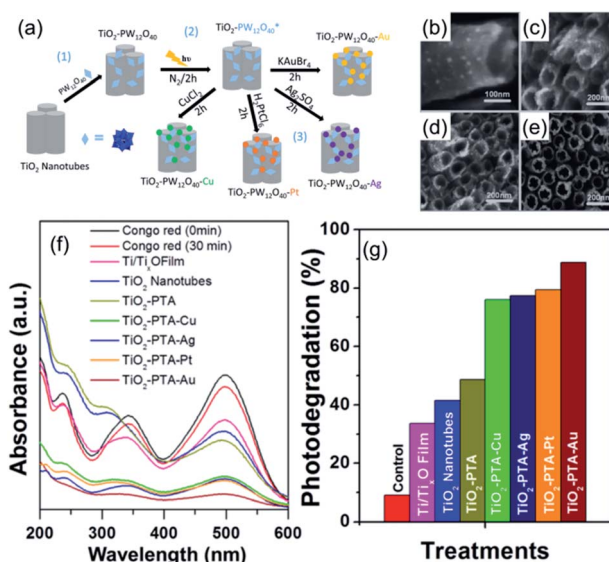 (a)
TiO2-PW12O40
(1)
PW12O40
TiO2 Nanotubes
=
hν
N2/2h
(2)
TiO2-PW12O40*
KAuBr4
2h
TiO2-PW12O40-Au
CuCl2
2h
TiO2-PW12O40-Cu
H2PtCl6
2h
TiO2-PW12O40-Pt
Ag2SO4
2h
(3)
TiO2-PW12O40-Ag
(b)
100nm
(c)
200nm
(d)
200nm
(e)
200nm
(f)
Absorbance (a.u.)
Congo red (0min)
Congo red (30 min)
Ti/TixOFilm
TiO2 Nanotubes
TiO2-PTA
TiO2-PTA-Cu
TiO2-PTA-Ag
TiO2-PTA-Pt
TiO2-PTA-Au
200 300 400 500 600
Wavelength (nm)
(g)
Photodegradation (%)
100
80
60
40
20
0
Control
Ti/TixO Film
TiO2 Nanotubes
TiO2-PTA
TiO2-PTA-Cu
TiO2-PTA-Ag
TiO2-PTA-Pt
TiO2-PTA-Au
Treatments